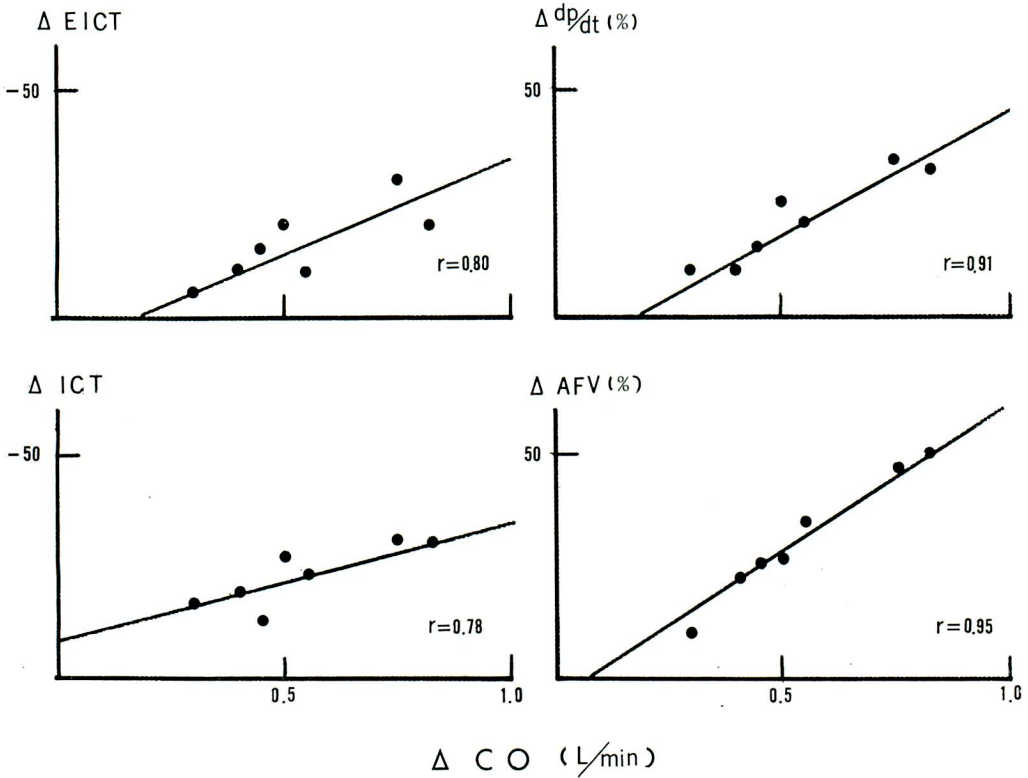 Δ EICT
-50
r=0.80
Δ dp/dt (%)
50
r=0.91
Δ ICT
-50
r=0.78
0.5 1.0
Δ AFV (%)
50
r=0.95
0.5 1.0
Δ CO (L/min)